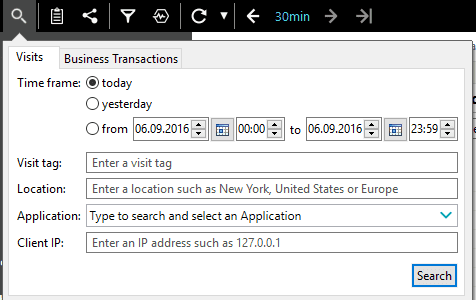 30min
Visits Business Transactions
Time frame: today
yesterday
from 06.09.2016 00:00 to 06.09.2016 23:59
Visit tag: Enter a visit tag
Location: Enter a location such as New York, United States or Europe
Application: Type to search and select an Application
Client IP: Enter an IP address such as 127.0.0.1
Search